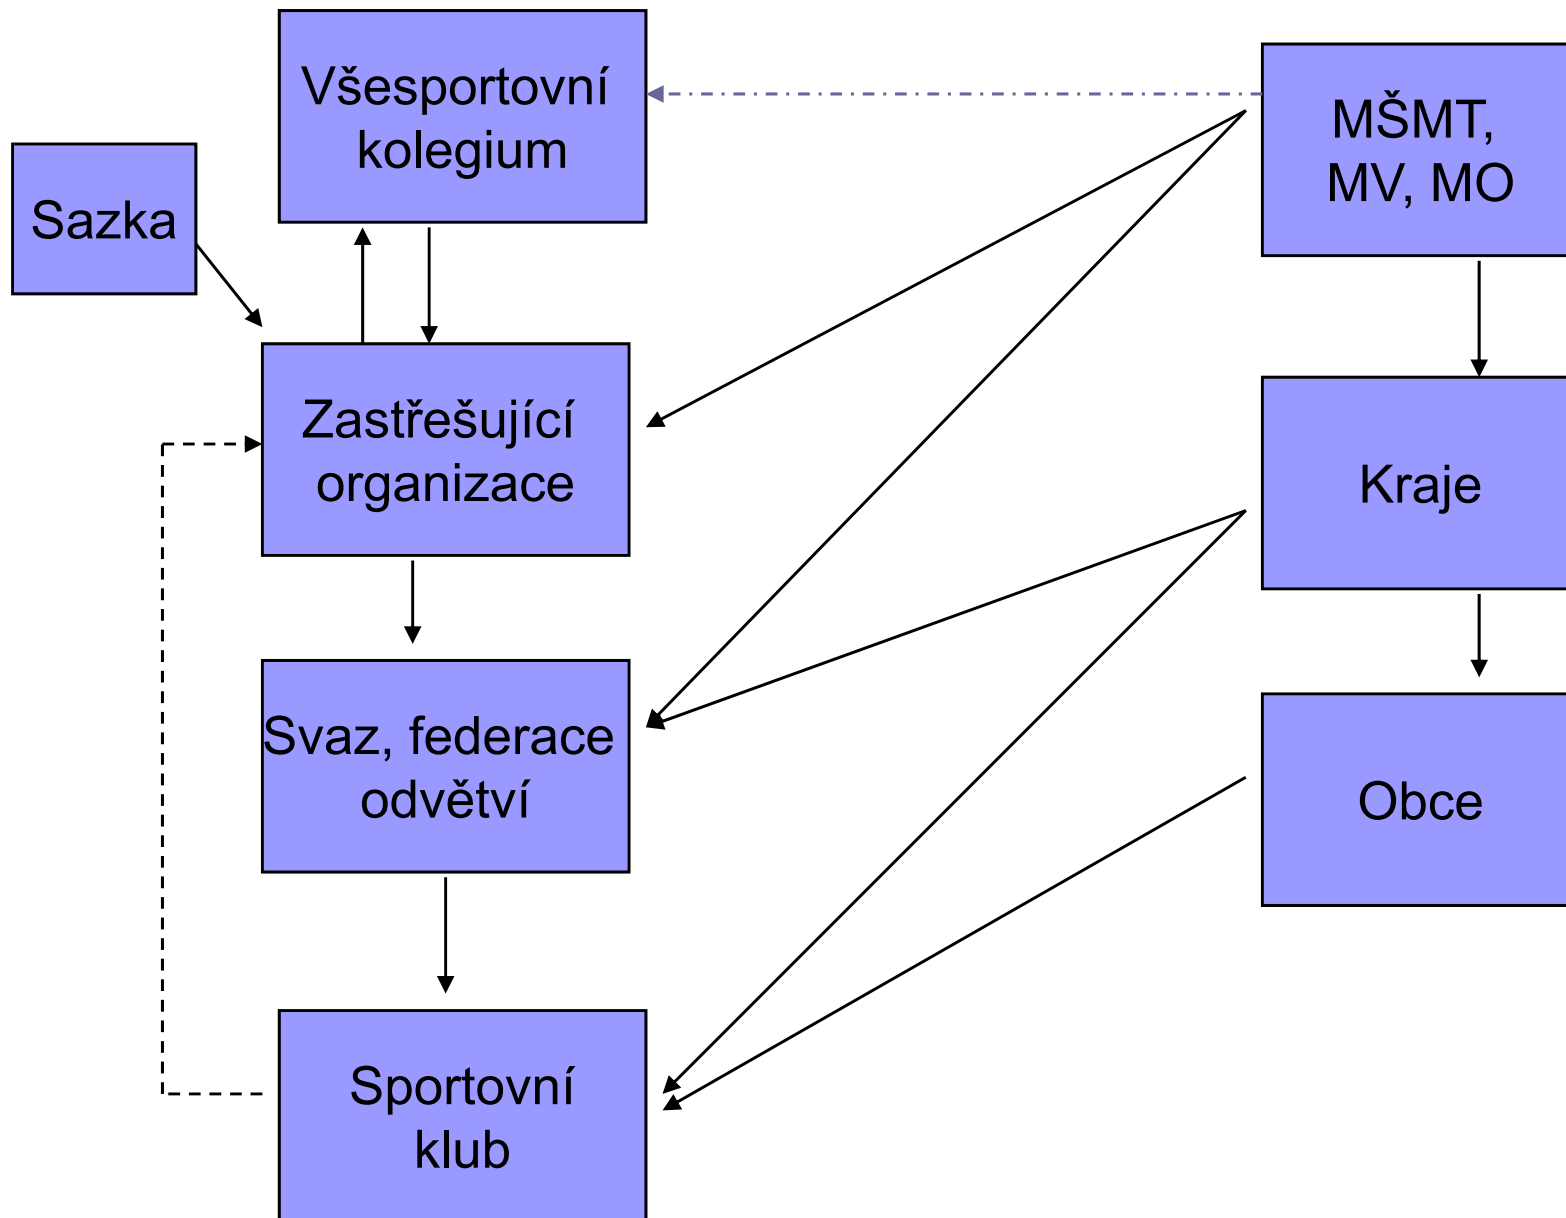 Všesportovní
kolegium
MŠMT,
MV, MO
Sazka
Zastřešující
organizace
Kraje
Svaz, federace
odvětví
Obce
Sportovní
klub